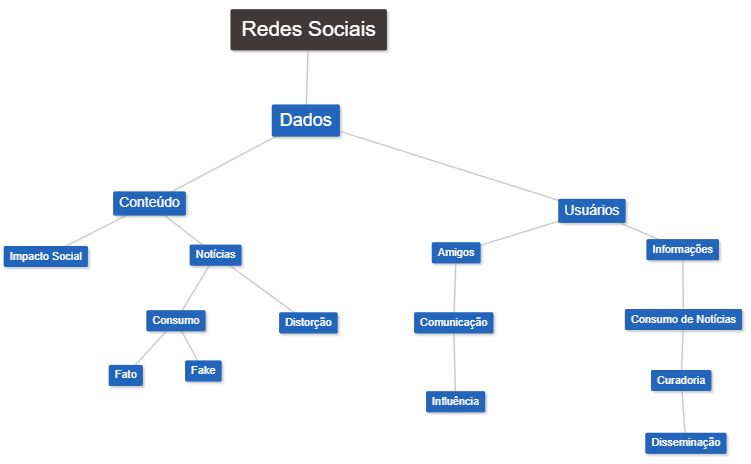 Redes Sociais
Dados
Conteúdo
Usuários
Impacto Social
Notícias
Amigos
Informações
Consumo
Distorção
Comunicação
Consumo de Notícias
Fato
Fake
Curadoria
Influência
Disseminação